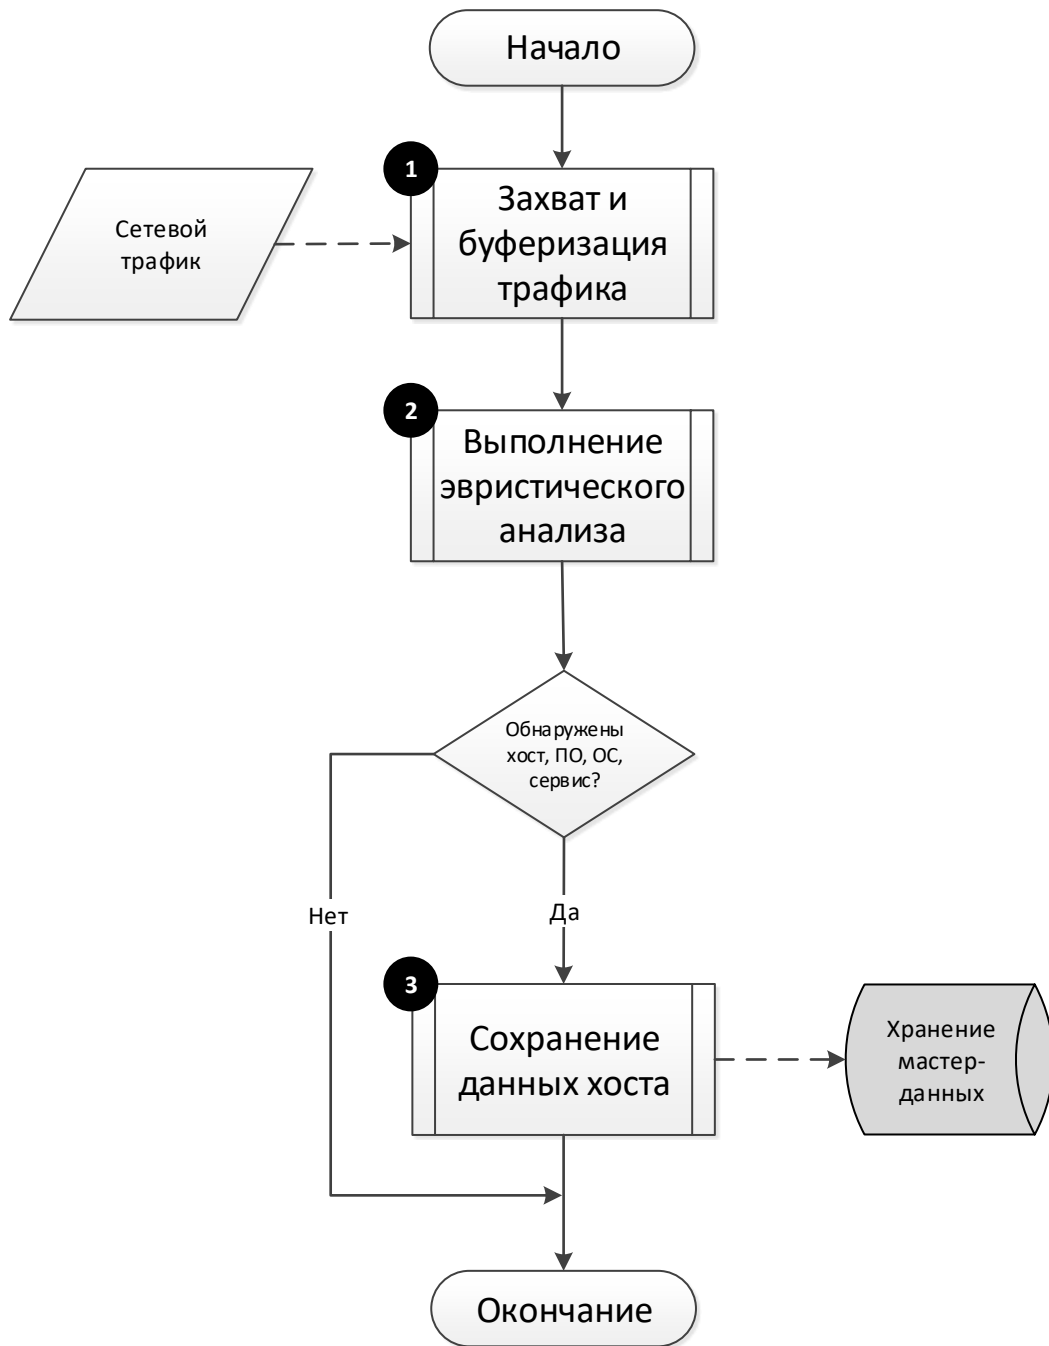 Начало
1
Захват и
буферизация
трафика
Сетевой
трафик
2
Выполнение
эвристического
анализа
Обнаружены
хост, ПО, ОС,
сервис?
Нет
Да
3
Сохранение
данных хоста
Хранение
мастер-
данных
Окончание